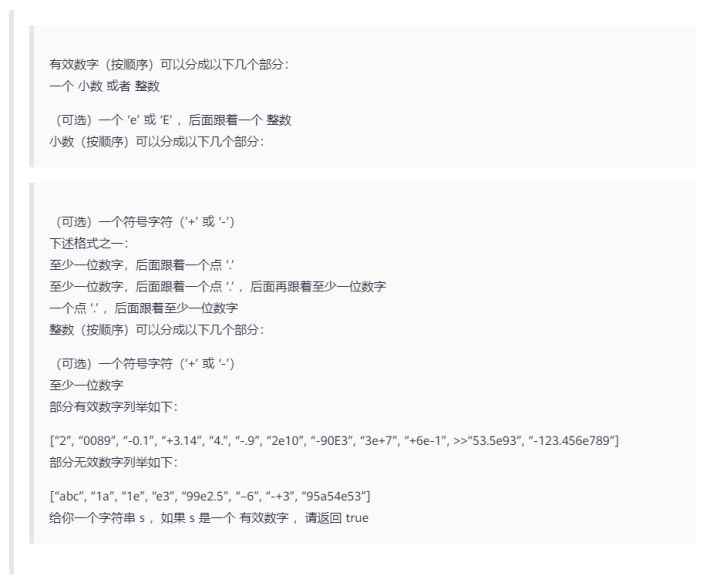 有效数字（按顺序）可以分成以下几个部分：
一个 小数 或者 整数
（可选）一个 ‘e’ 或 ‘E’ ，后面跟着一个 整数
小数（按顺序）可以分成以下几个部分：
（可选）一个符号字符（‘+’ 或 ‘-’）
下述格式之一：
至少一位数字，后面跟着一个点 ‘.’
至少一位数字，后面跟着一个点 ‘.’ ，后面再跟着至少一位数字
一个点 ‘.’ ，后面跟着至少一位数字
整数（按顺序）可以分成以下几个部分：
（可选）一个符号字符（‘+’ 或 ‘-’）
至少一位数字
部分有效数字列举如下：
[“2”, “0089”, “-0.1”, “+3.14”, “4.”, “-.9”, “2e10”, “-90E3”, “3e+7”, “+6e-1”, >>“53.5e93”, “-123.456e789”]
部分无效数字列举如下：
[“abc”, “1a”, “1e”, “e3”, “99e2.5”, “–6”, “-+3”, “95a54e53”]
给你一个字符串 s ，如果 s 是一个 有效数字 ，请返回 true